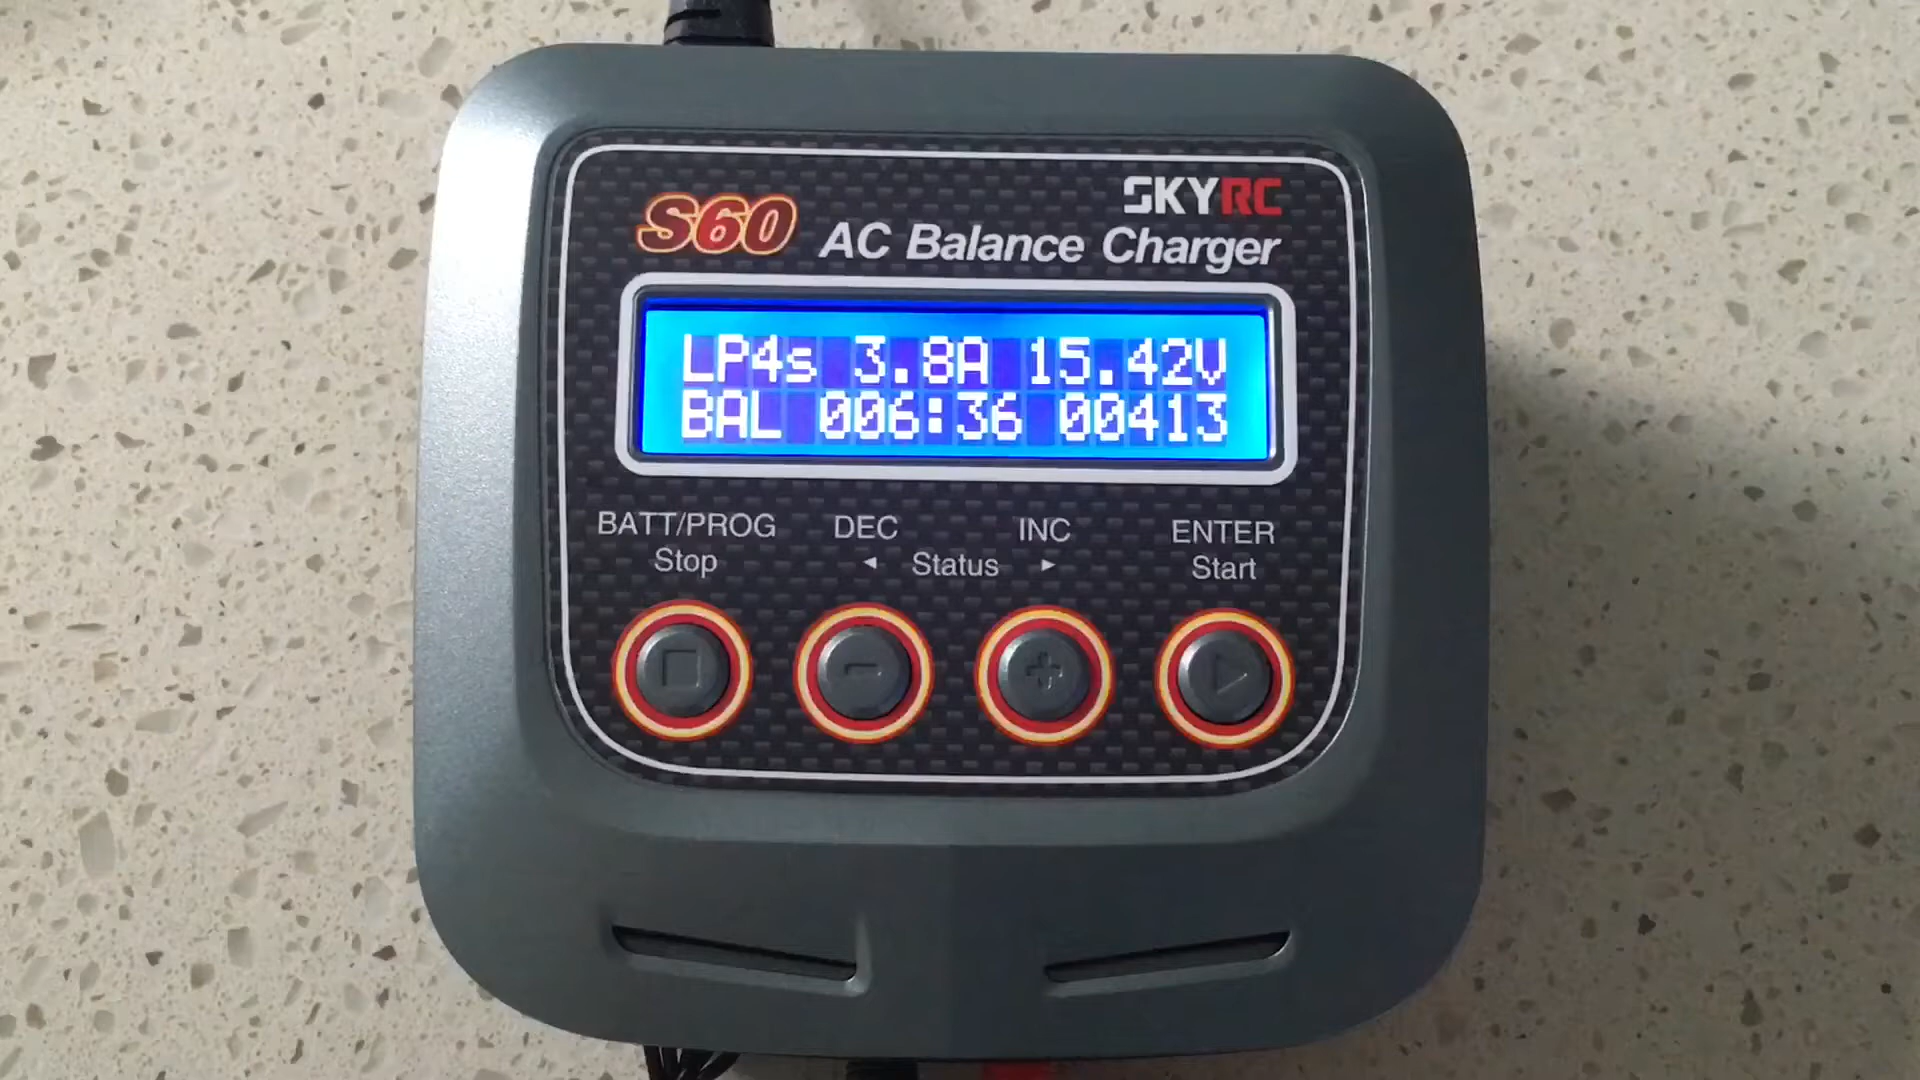 SKYRC
S60 AC Balance Charger
LP4s 3.8A 15.42V
BAL 006:36 00413
BATT/PROG DEC INC ENTER
Stop ◄ Status ► Start